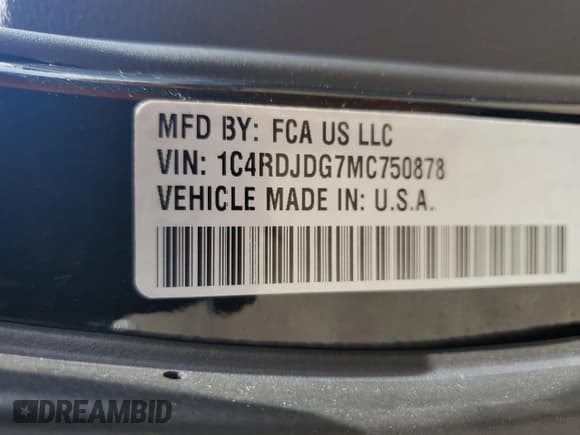 MFD BY: FCA US LLC
VIN: 1C4RDJDG7MC750878
VEHICLE MADE IN: U.S.A.
DREAMBID